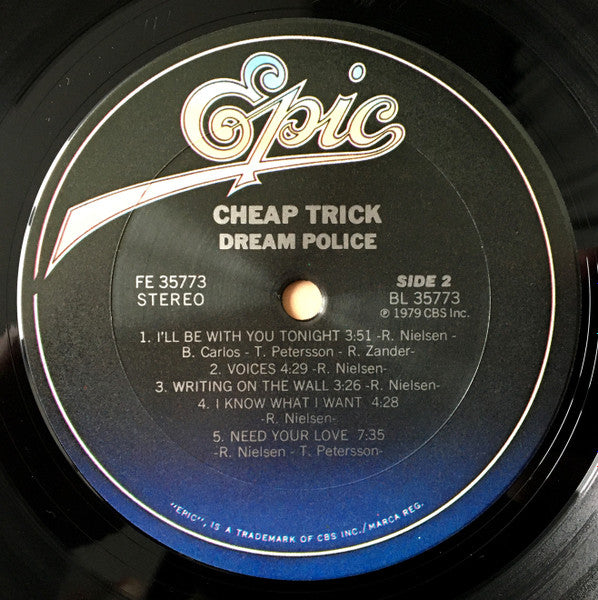 Epic
CHEAP TRICK
DREAM POLICE
FE 35773
STEREO
SIDE 2
BL 35773
℗ 1979 CBS Inc.
1. I'LL BE WITH YOU TONIGHT 3:51 -R. Nielsen -
B. Carlos - T. Petersson - R. Zander-
2. VOICES 4:29 -R. Nielsen-
3. WRITING ON THE WALL 3:26 -R. Nielsen-
4. I KNOW WHAT I WANT 4:28
-R. Nielsen-
5. NEED YOUR LOVE 7:35
-R. Nielsen - T. Petersson-
"EPIC", IS A TRADEMARK OF CBS INC./MARCA REG.